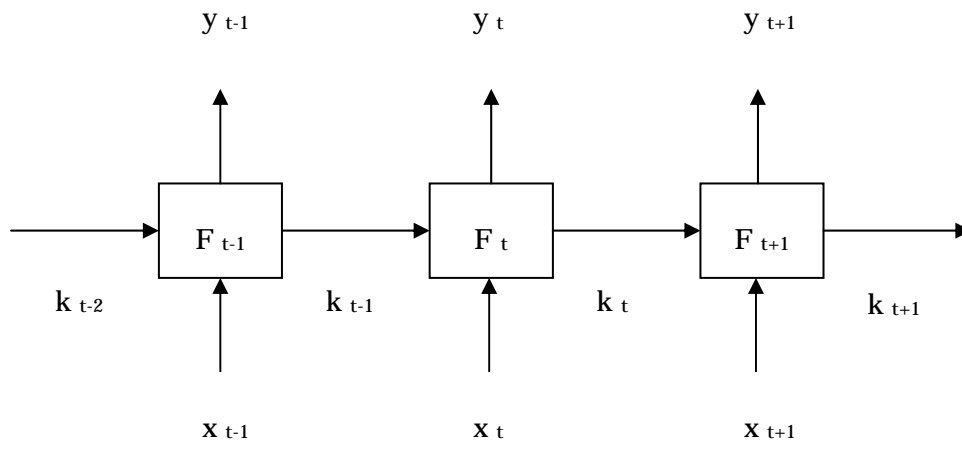 y t-1 y t y t+1
F t-1 F t F t+1
k t-2 k t-1 k t k t+1
x t-1 x t x t+1